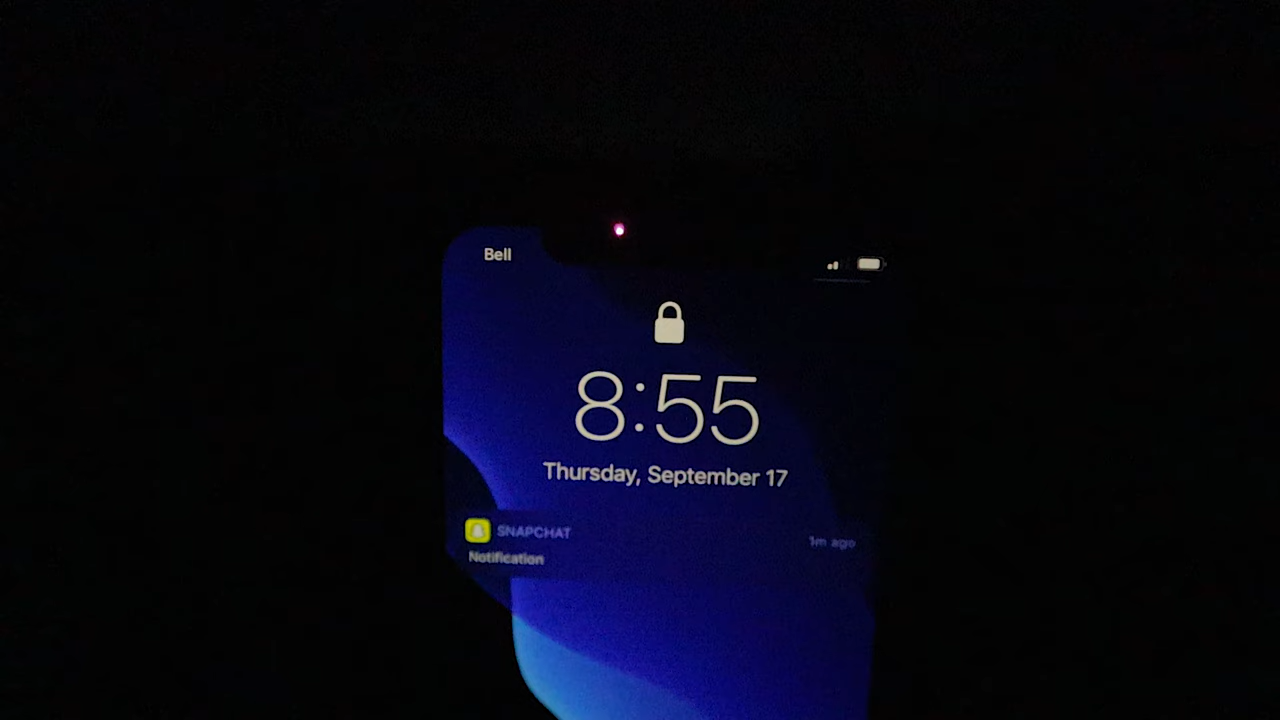 Bell
8:55
Thursday, September 17
SNAPCHAT
1m ago
Notification